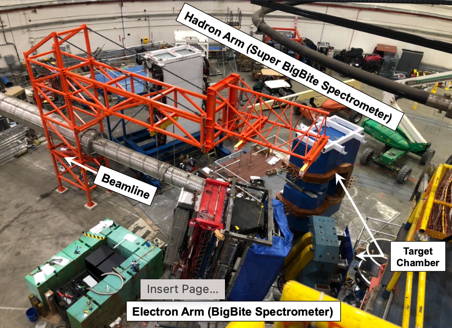 Hadron Arm (Super BigBite Spectrometer)
Beamline
Target
Chamber
Insert Page...
Electron Arm (BigBite Spectrometer)